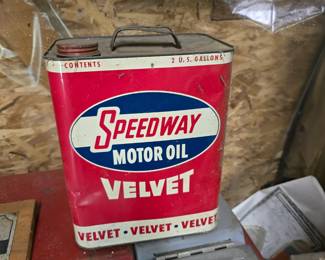 CONTENTS 2 U.S. GALLONS
SPEEDWAY
MOTOR OIL
VELVET
VELVET • VELVET • VELVET